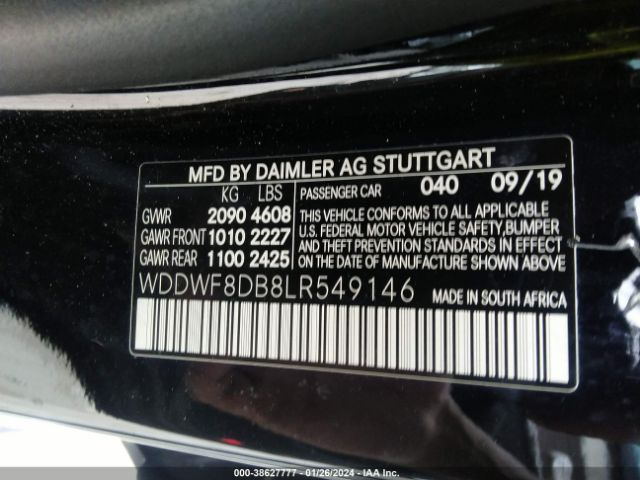 MFD BY DAIMLER AG STUTTGART
KG LBS PASSENGER CAR 040 09/19
GVWR 2090 4608 THIS VEHICLE CONFORMS TO ALL APPLICABLE
U.S. FEDERAL MOTOR VEHICLE SAFETY,BUMPER
GAWR FRONT 1010 2227 AND THEFT PREVENTION STANDARDS IN EFFECT
GAWR REAR 1100 2425 ON THE DATE OF MANUFACTURE SHOWN ABOVE
WDDWF8DB8LR549146 MADE IN SOUTH AFRICA
000-38627777 - 01/26/2024 - IAA Inc.